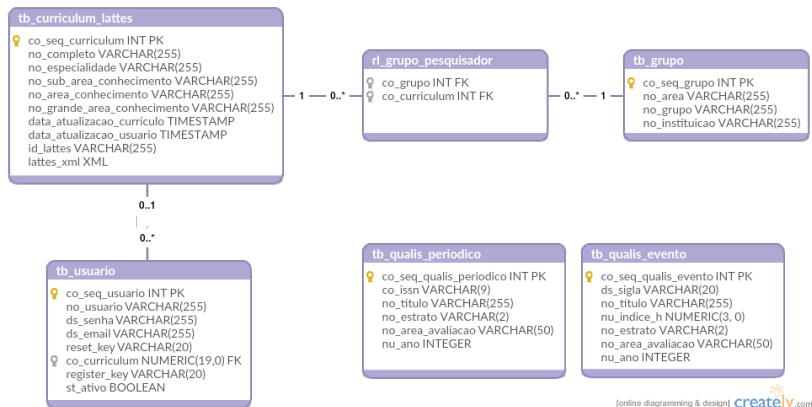 tb_curriculum_lattes
co_seq_curriculum INT PK
no_completo VARCHAR(255)
no_especialidade VARCHAR(255)
no_sub_area_conhecimento VARCHAR(255)
no_area_conhecimento VARCHAR(255)
no_grande_area_conhecimento VARCHAR(255)
data_atualizacao_curriculo TIMESTAMP
data_atualizacao_usuario TIMESTAMP
id_lattes VARCHAR(255)
lattes_xml XML
1
0..*
rl_grupo_pesquisador
co_grupo INT FK
co_curriculum INT FK
0..*
1
tb_grupo
co_seq_grupo INT PK
no_area VARCHAR(255)
no_grupo VARCHAR(255)
no_instituicao VARCHAR(255)
0..1
0..*
tb_usuario
co_seq_usuario INT PK
no_usuario VARCHAR(255)
ds_senha VARCHAR(255)
ds_email VARCHAR(255)
reset_key VARCHAR(20)
co_curriculum NUMERIC(19,0) FK
register_key VARCHAR(20)
st_ativo BOOLEAN
tb_qualis_periodico
co_seq_qualis_periodico INT PK
co_issn VARCHAR(9)
no_titulo VARCHAR(255)
no_estrato VARCHAR(2)
no_area_avaliacao VARCHAR(50)
nu_ano INTEGER
tb_qualis_evento
co_seq_qualis_evento INT PK
ds_sigla VARCHAR(20)
no_titulo VARCHAR(255)
nu_indice_h NUMERIC(3, 0)
no_estrato VARCHAR(2)
no_area_avaliacao VARCHAR(50)
nu_ano INTEGER
[online diagramming & design] creately.com